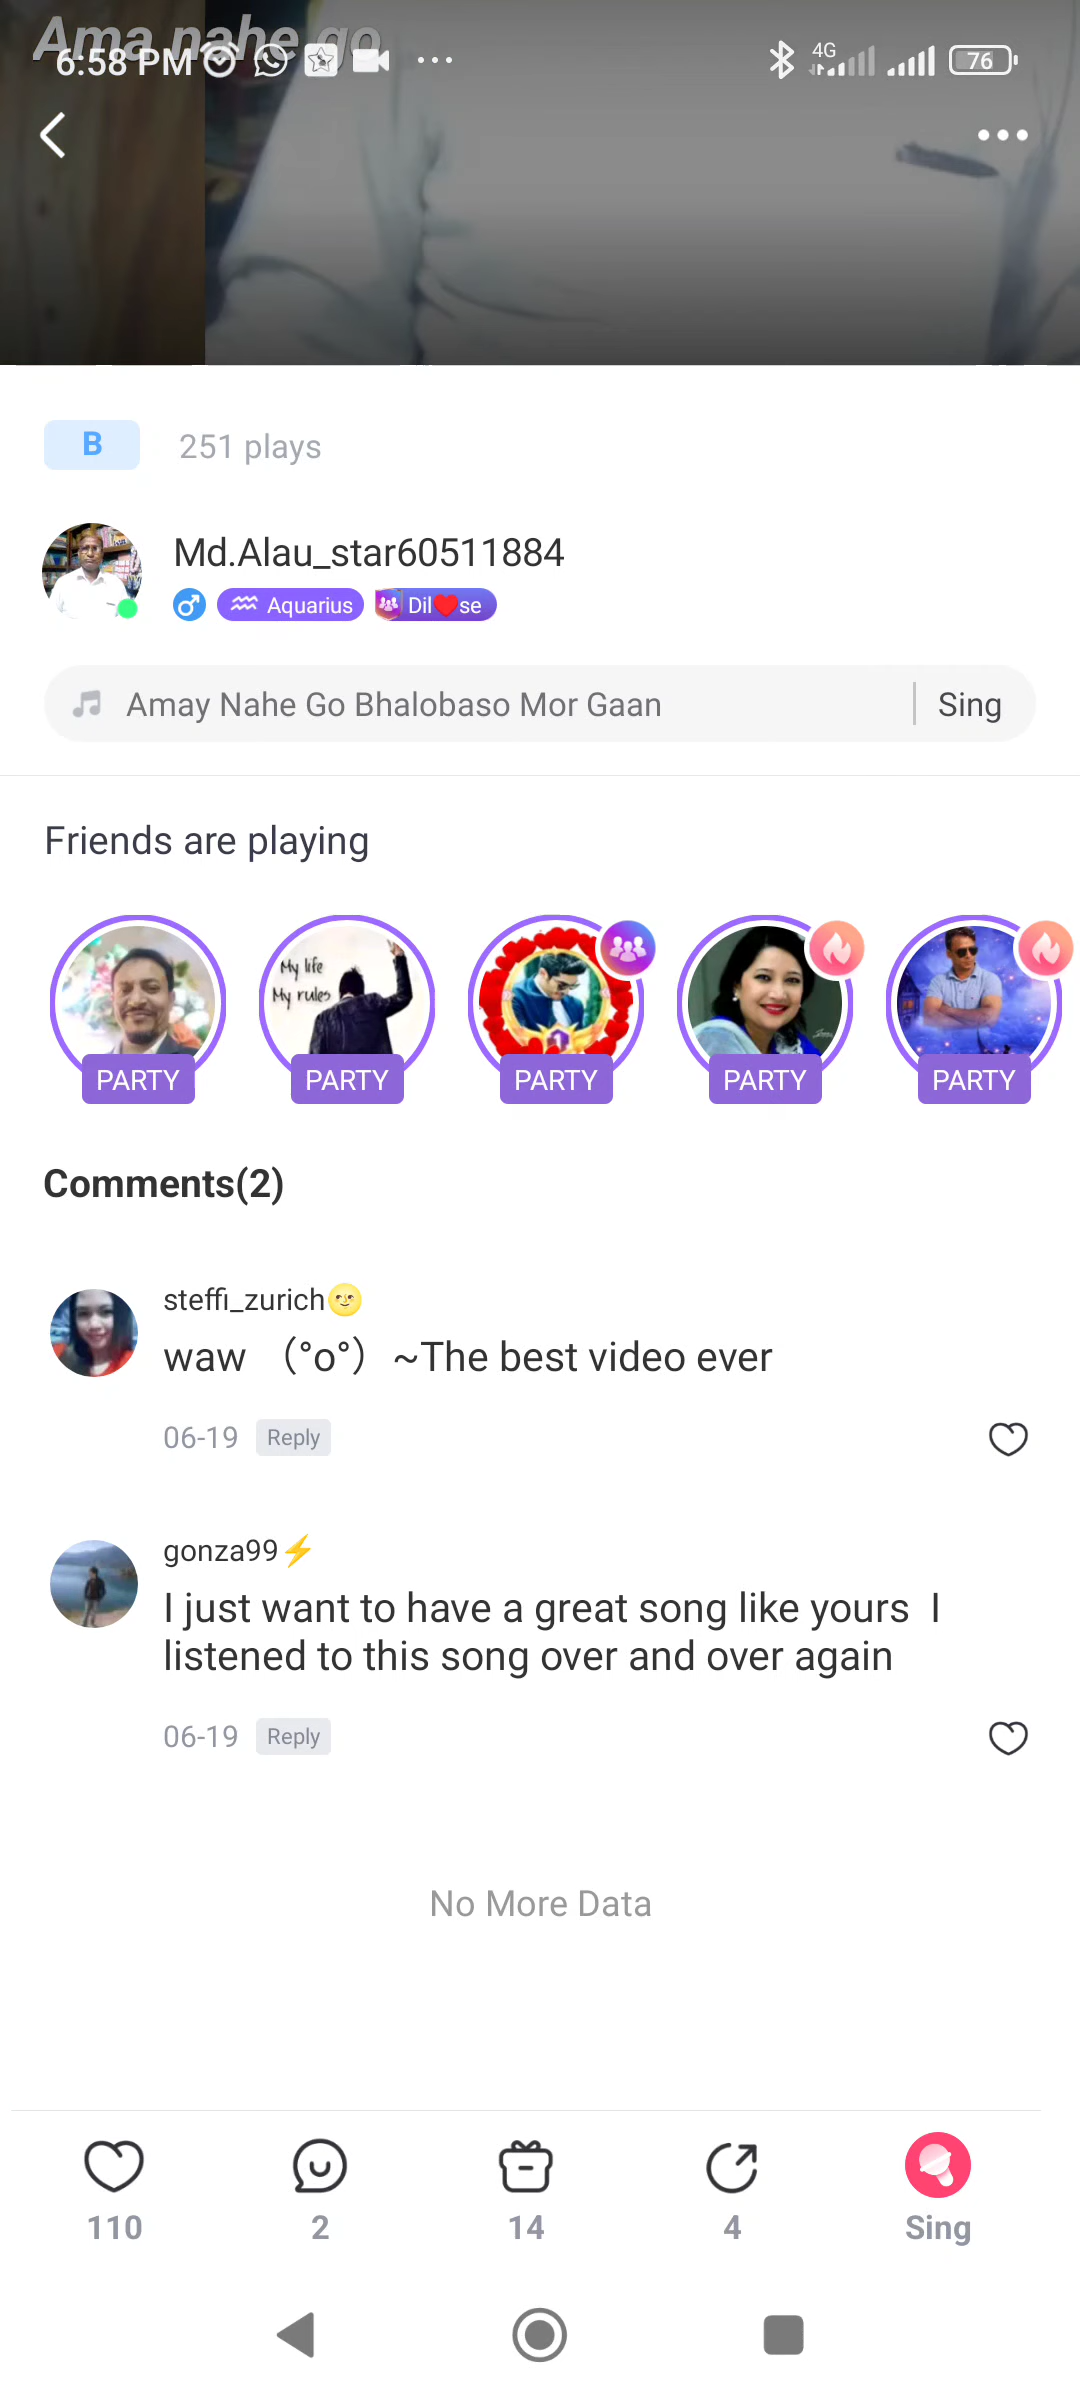 Ama nahe go
6:58 PM
4G
76
B 251 plays
Md.Alau_star60511884
Aquarius Dil❤️se
Amay Nahe Go Bhalobaso Mor Gaan Sing
Friends are playing
My life
My rules
1
PARTY PARTY PARTY PARTY PARTY
Comments(2)
steffi_zurich🌝
waw （°o°）~The best video ever
06-19 Reply
gonza99⚡
I just want to have a great song like yours I
listened to this song over and over again
06-19 Reply
No More Data
110 2 14 4 Sing